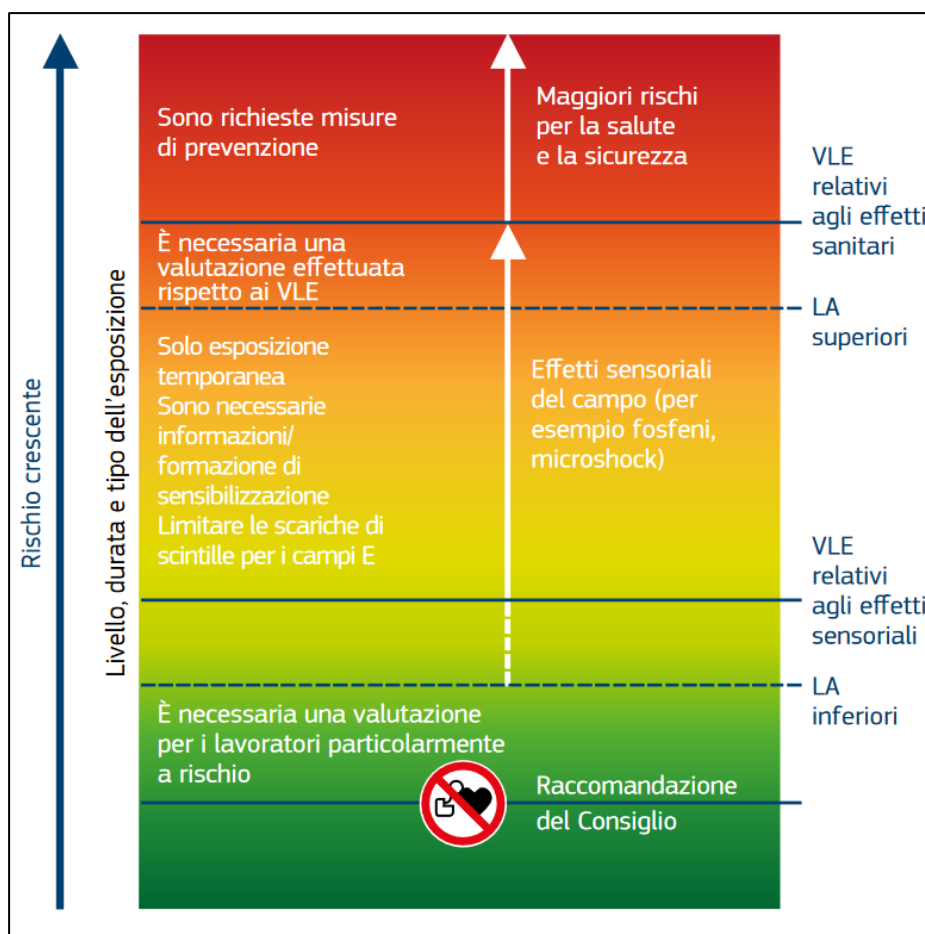 Rischio crescente
Livello, durata e tipo dell'esposizione
Sono richieste misure
di prevenzione
Maggiori rischi
per la salute
e la sicurezza
VLE
relativi
agli effetti
sanitari
È necessaria una
valutazione effettuata
rispetto ai VLE
LA
superiori
Solo esposizione
temporanea
Sono necessarie
informazioni/
formazione di
sensibilizzazione
Limitare le scariche di
scintille per i campi E
Effetti sensoriali
del campo (per
esempio fosfeni,
microshock)
VLE
relativi
agli effetti
sensoriali
LA
inferiori
È necessaria una valutazione
per i lavoratori particolarmente
a rischio
Raccomandazione
del Consiglio